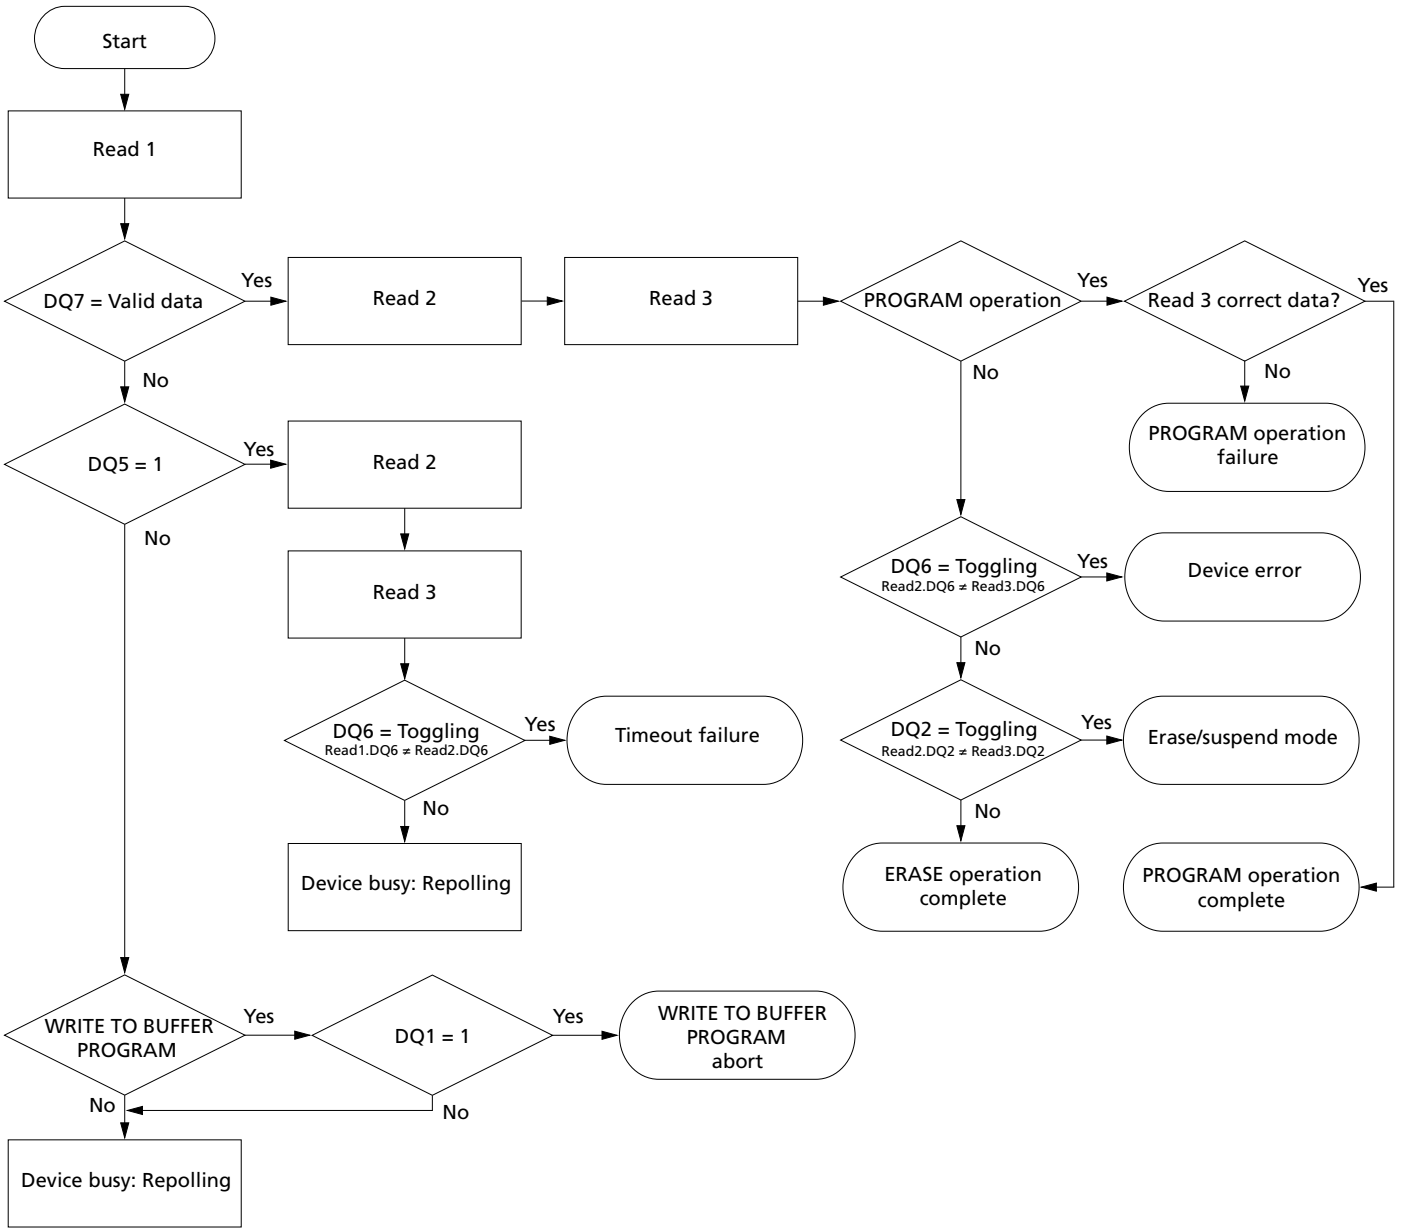 Start
Read 1
DQ7 = Valid data
Yes
Read 2
Read 3
PROGRAM operation
Yes
Read 3 correct data?
Yes
No
No
No
PROGRAM operation
failure
DQ5 = 1
Yes
Read 2
No
Read 3
DQ6 = Toggling
Read2.DQ6 ≠ Read3.DQ6
Yes
Device error
No
DQ6 = Toggling
Read1.DQ6 ≠ Read2.DQ6
Yes
Timeout failure
DQ2 = Toggling
Read2.DQ2 ≠ Read3.DQ2
Yes
Erase/suspend mode
No
No
Device busy: Repolling
ERASE operation
complete
PROGRAM operation
complete
WRITE TO BUFFER
PROGRAM
Yes
DQ1 = 1
Yes
WRITE TO BUFFER
PROGRAM
abort
No
No
Device busy: Repolling